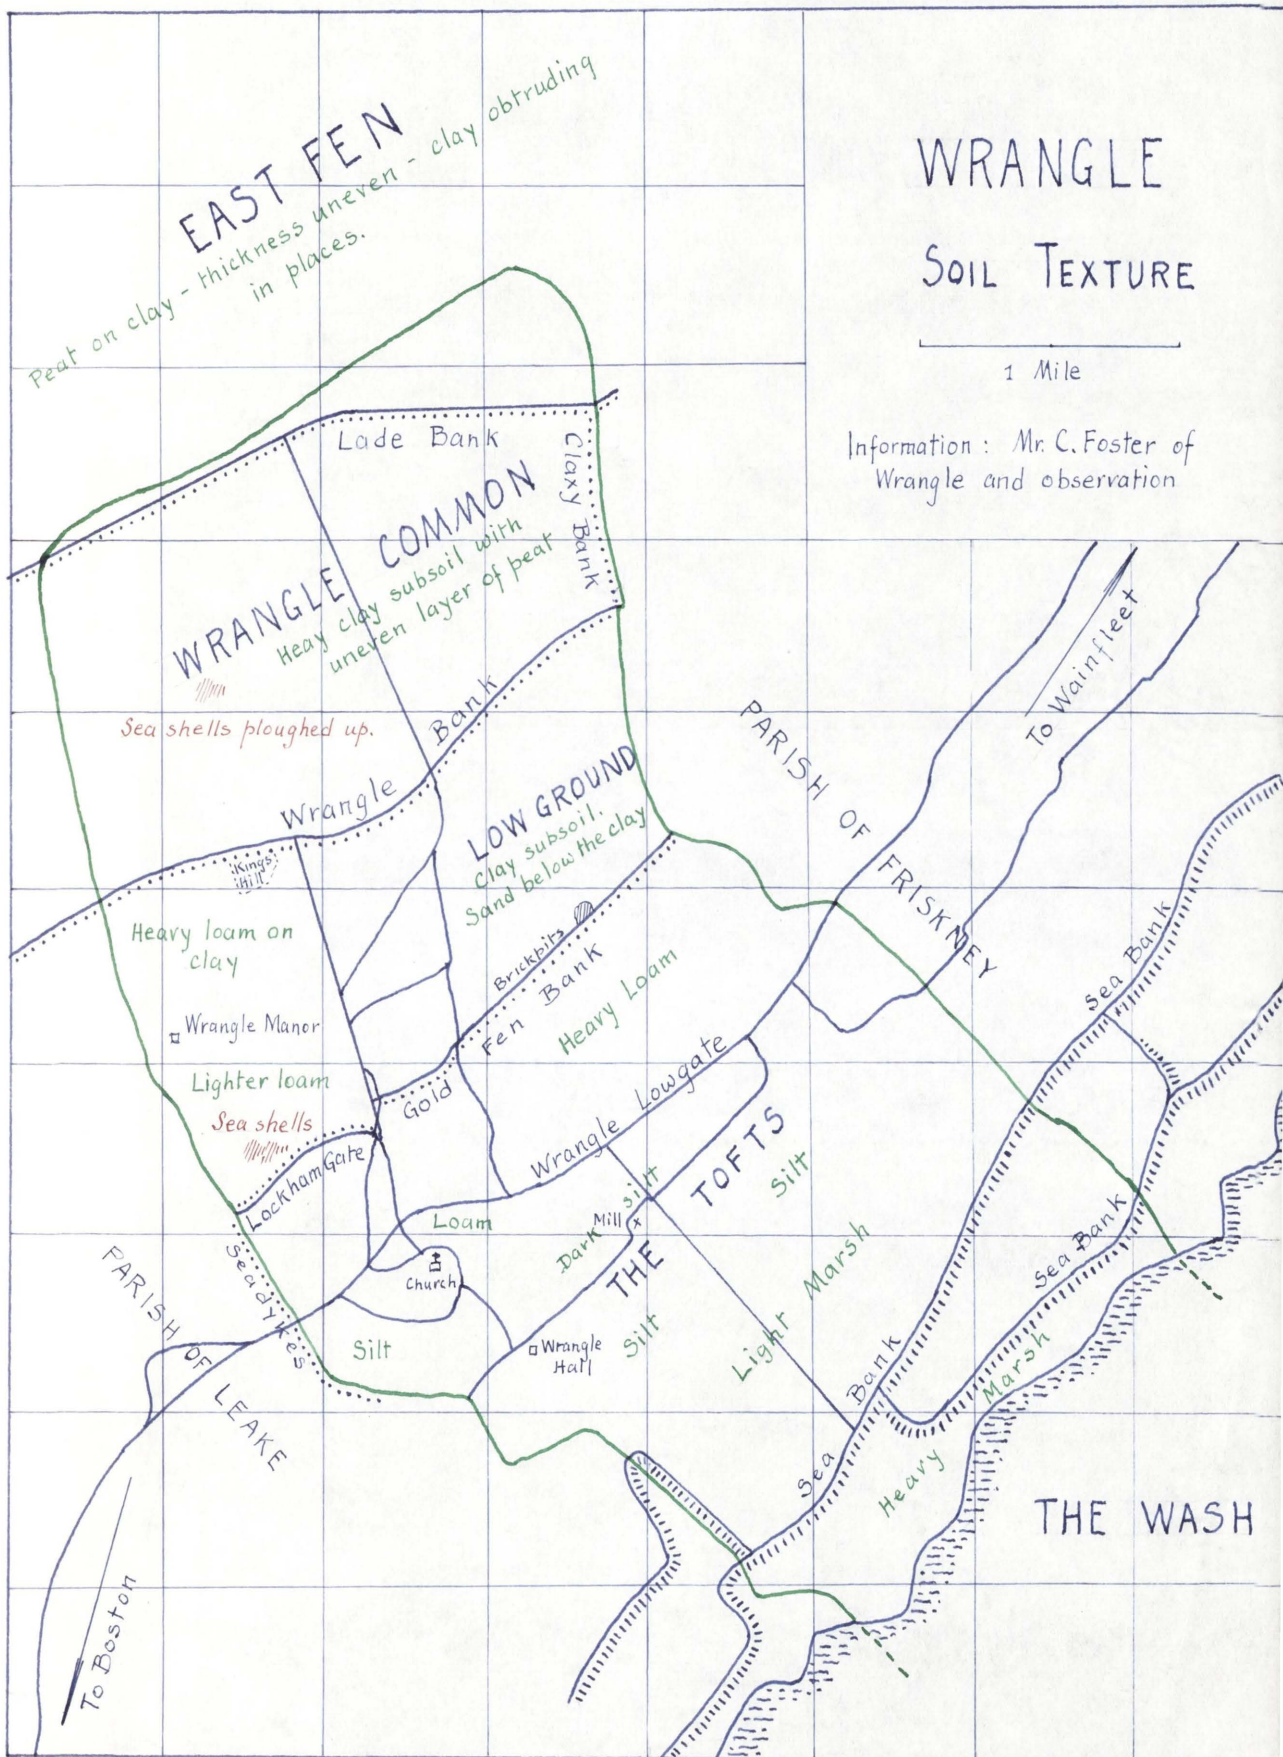 WRANGLE
SOIL TEXTURE
1 Mile
Information : Mr. C. Foster of
Wrangle and observation
EAST FEN
Peat on clay - thickness uneven - clay obtruding
in places.
Lade Bank
Claxy Bank
WRANGLE COMMON
Heay clay subsoil with
uneven layer of peat
Sea shells ploughed up.
Wrangle Bank
Kings
Hill
LOW GROUND
Clay subsoil.
Sand below the clay
PARISH OF FRISKNEY
To Wainfleet
Heavy loam on
clay
Brickpits
Gold Fen Bank
Heavy Loam
Wrangle Manor
Lighter loam
Sea shells
Lockham Gate
Wrangle Lowgate
Sea Bank
THE TOFTS
Silt
Dark silt
Mill
Loam
Church
Seadykes
PARISH OF LEAKE
Silt
Wrangle
Hall
Silt
Light Marsh
Sea Bank
Sea Bank
Heavy Marsh
THE WASH
To Boston